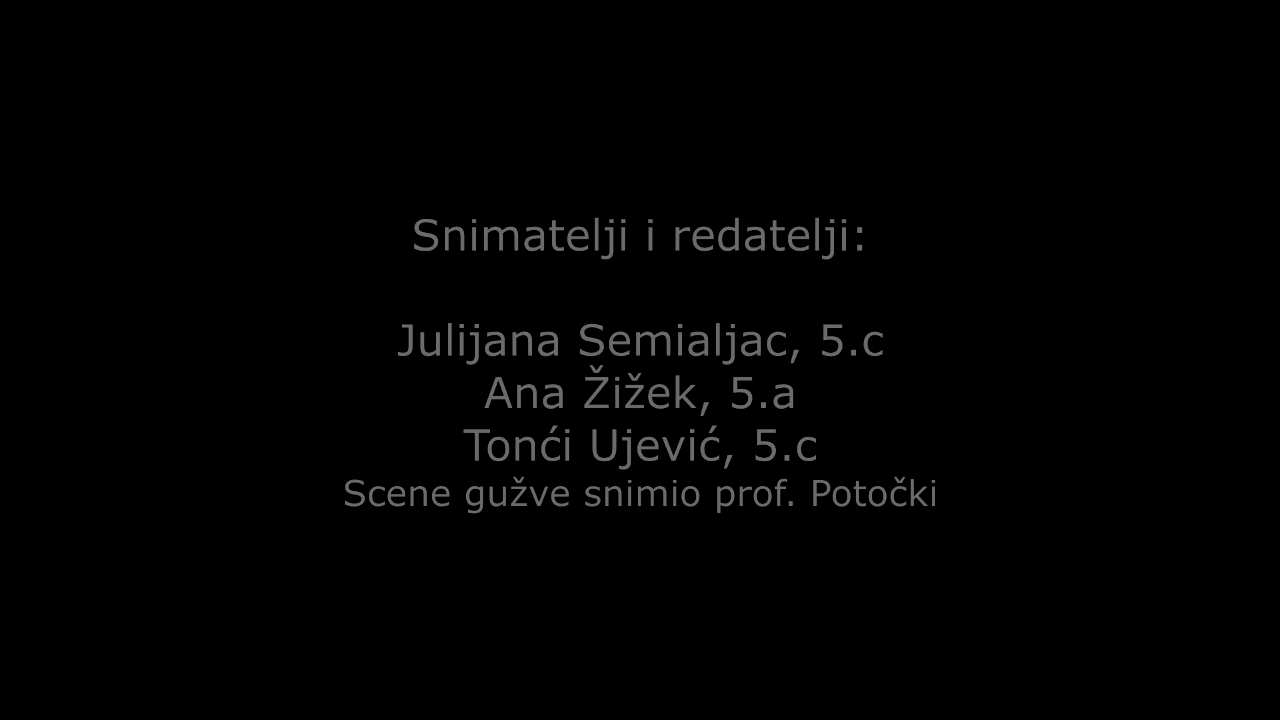 Snimatelji i redatelji:
Julijana Semialjac, 5.c
Ana Žižek, 5.a
Tonći Ujević, 5.c
Scene gužve snimio prof. Potočki